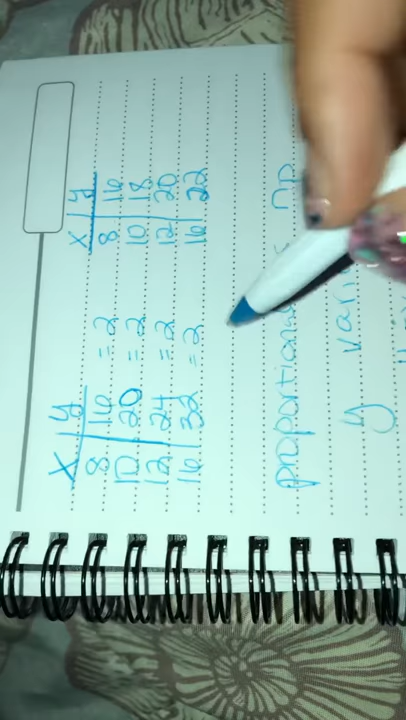 X | y
8 | 16 = 2
10 | 20 = 2
12 | 24 = 2
16 | 32 = 2
x | y
8 | 16
10 | 18
12 | 20
16 | 22
proportional
y